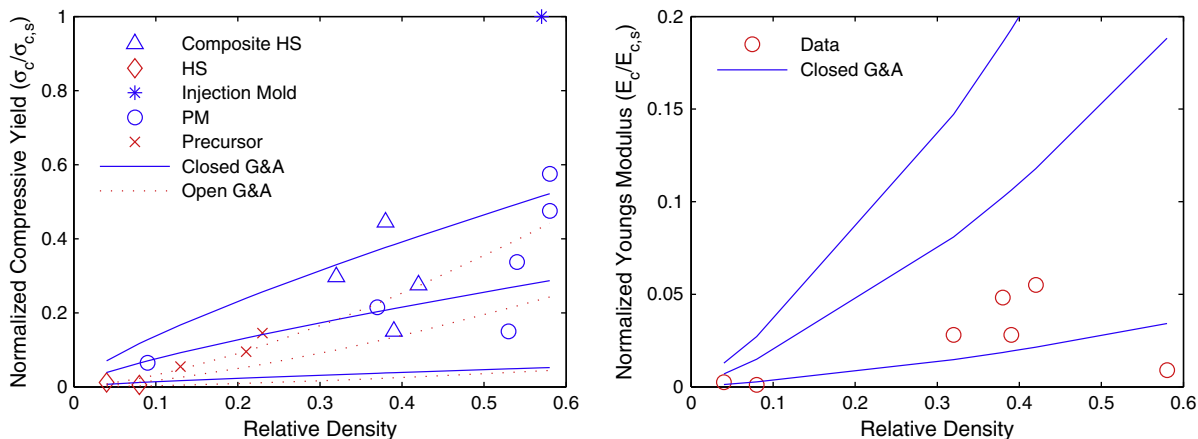 Normalized Compressive Yield (σc/σc,s)
1
0.8
0.6
0.4
0.2
0
Composite HS
HS
Injection Mold
PM
Precursor
Closed G&A
Open G&A
0 0.1 0.2 0.3 0.4 0.5 0.6
Relative Density
Normalized Youngs Modulus (Ec/Ec,s)
0.2
0.15
0.1
0.05
0
Data
Closed G&A
0 0.1 0.2 0.3 0.4 0.5 0.6
Relative Density